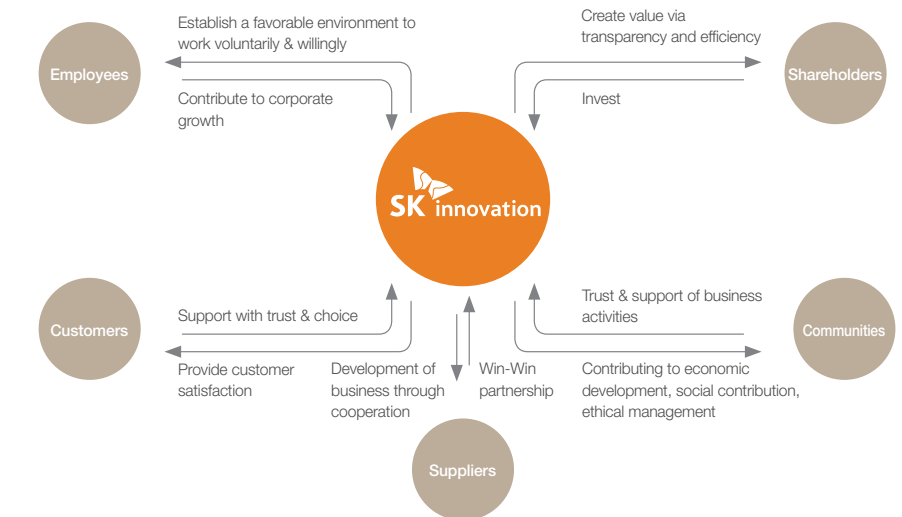 Establish a favorable environment to
work voluntarily & willingly
Employees
Contribute to corporate
growth
Create value via
transparency and efficiency
Shareholders
Invest
SK innovation
Customers
Support with trust & choice
Provide customer
satisfaction
Development of
business through
cooperation
Win-Win
partnership
Trust & support of business
activities
Communities
Contributing to economic
development, social contribution,
ethical management
Suppliers